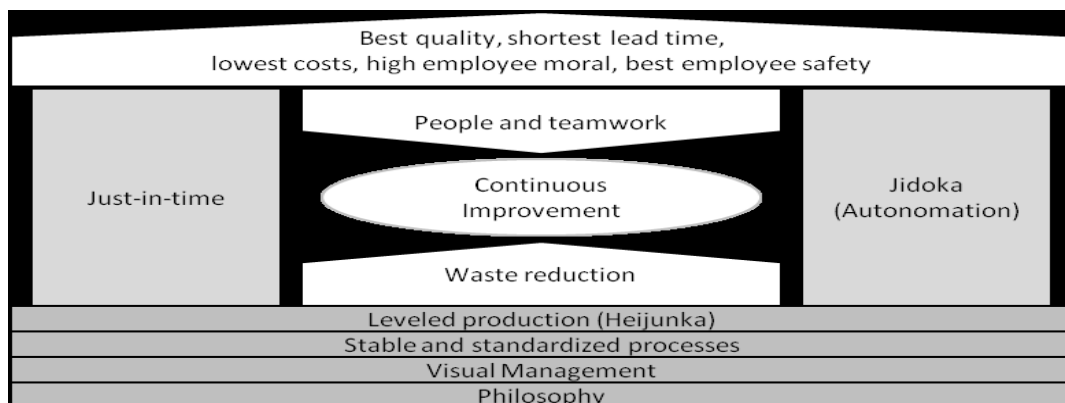 Best quality, shortest lead time,
lowest costs, high employee moral, best employee safety
People and teamwork
Just-in-time
Continuous
Improvement
Jidoka
(Autonomation)
Waste reduction
Leveled production (Heijunka)
Stable and standardized processes
Visual Management
Philosophy